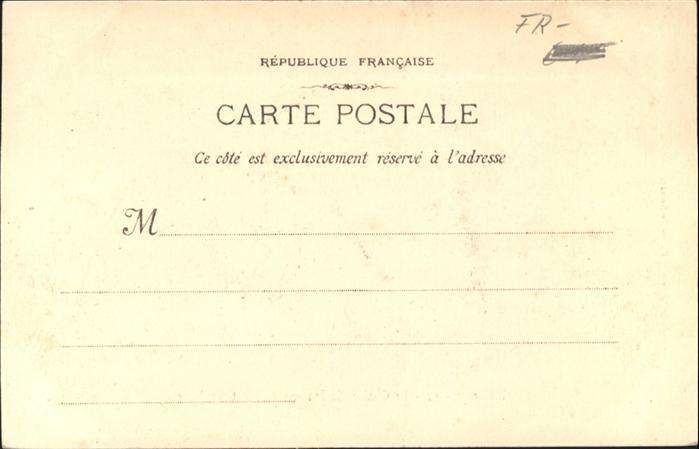 FR-
RÉPUBLIQUE FRANÇAISE
CARTE POSTALE
Ce côté est exclusivement réservé à l'adresse
M